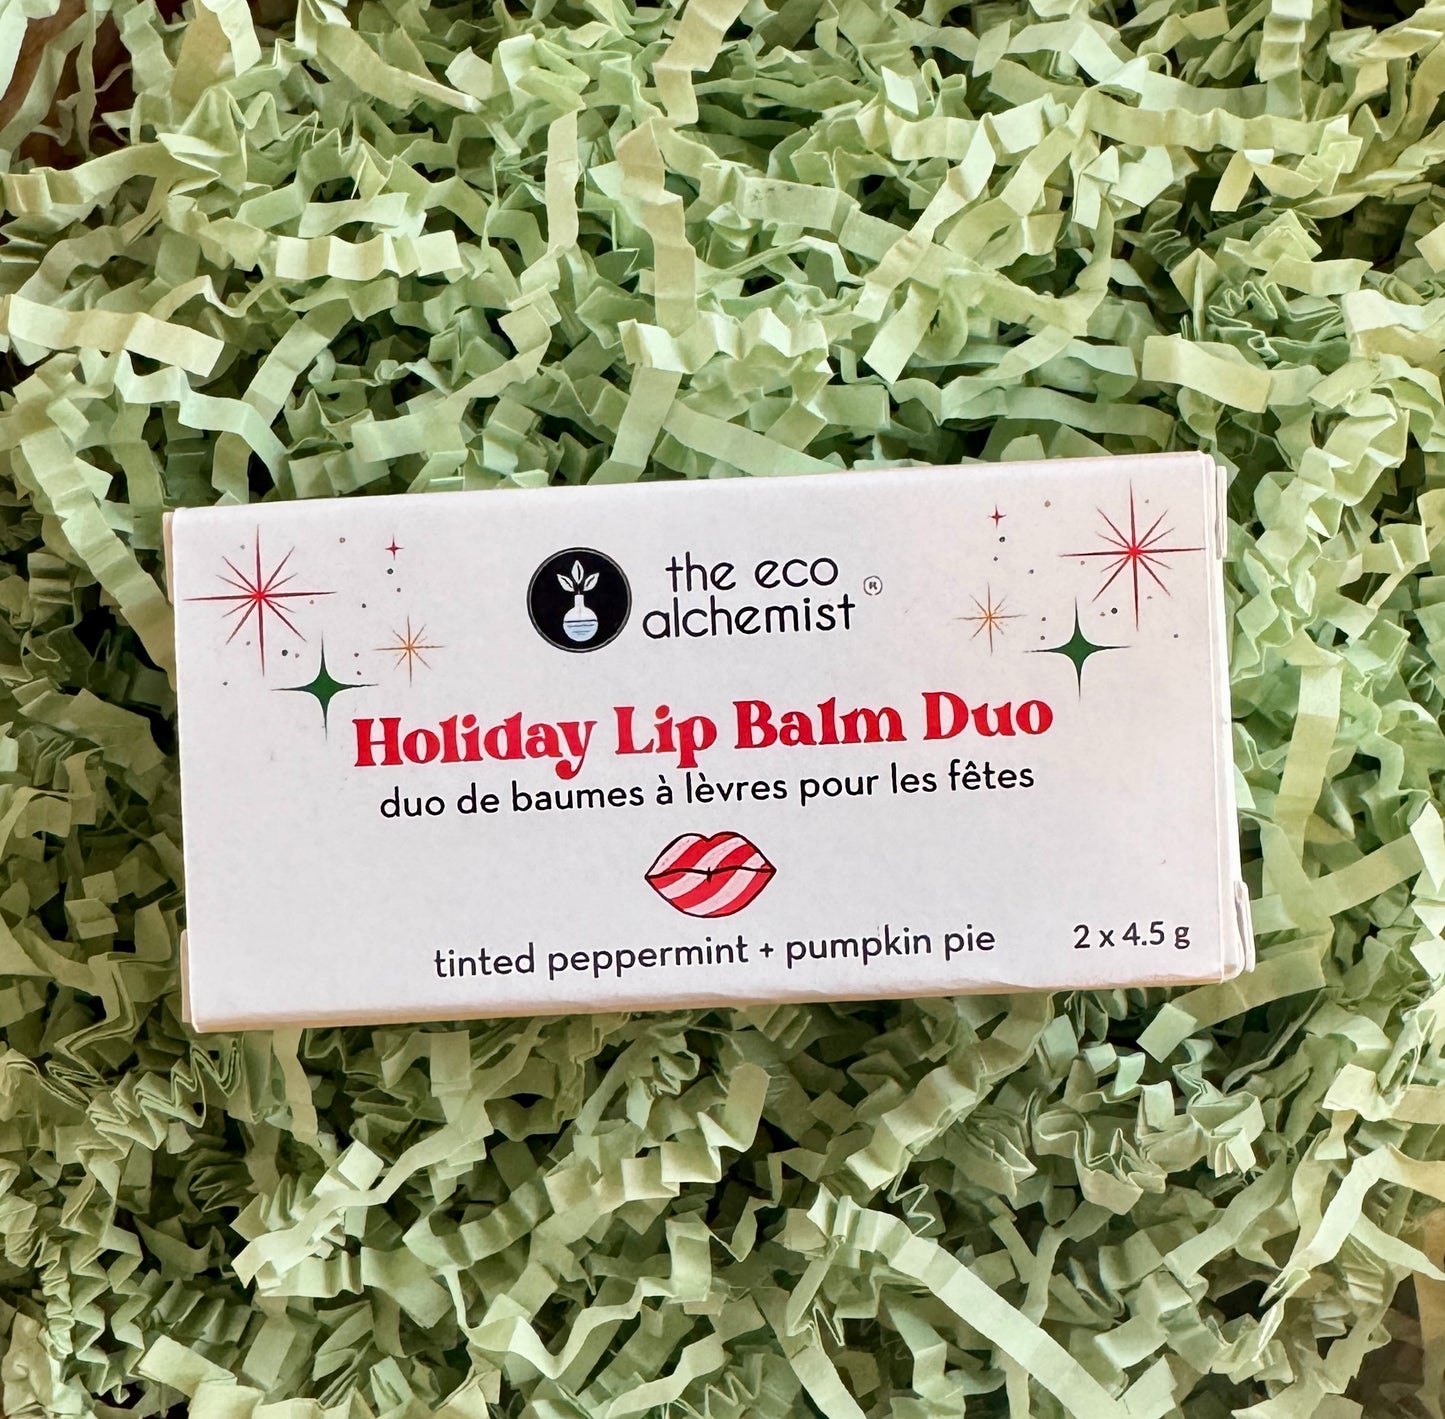 the eco
alchemist ®
Holiday Lip Balm Duo
duo de baumes à lèvres pour les fêtes
tinted peppermint + pumpkin pie
2 x 4.5 g